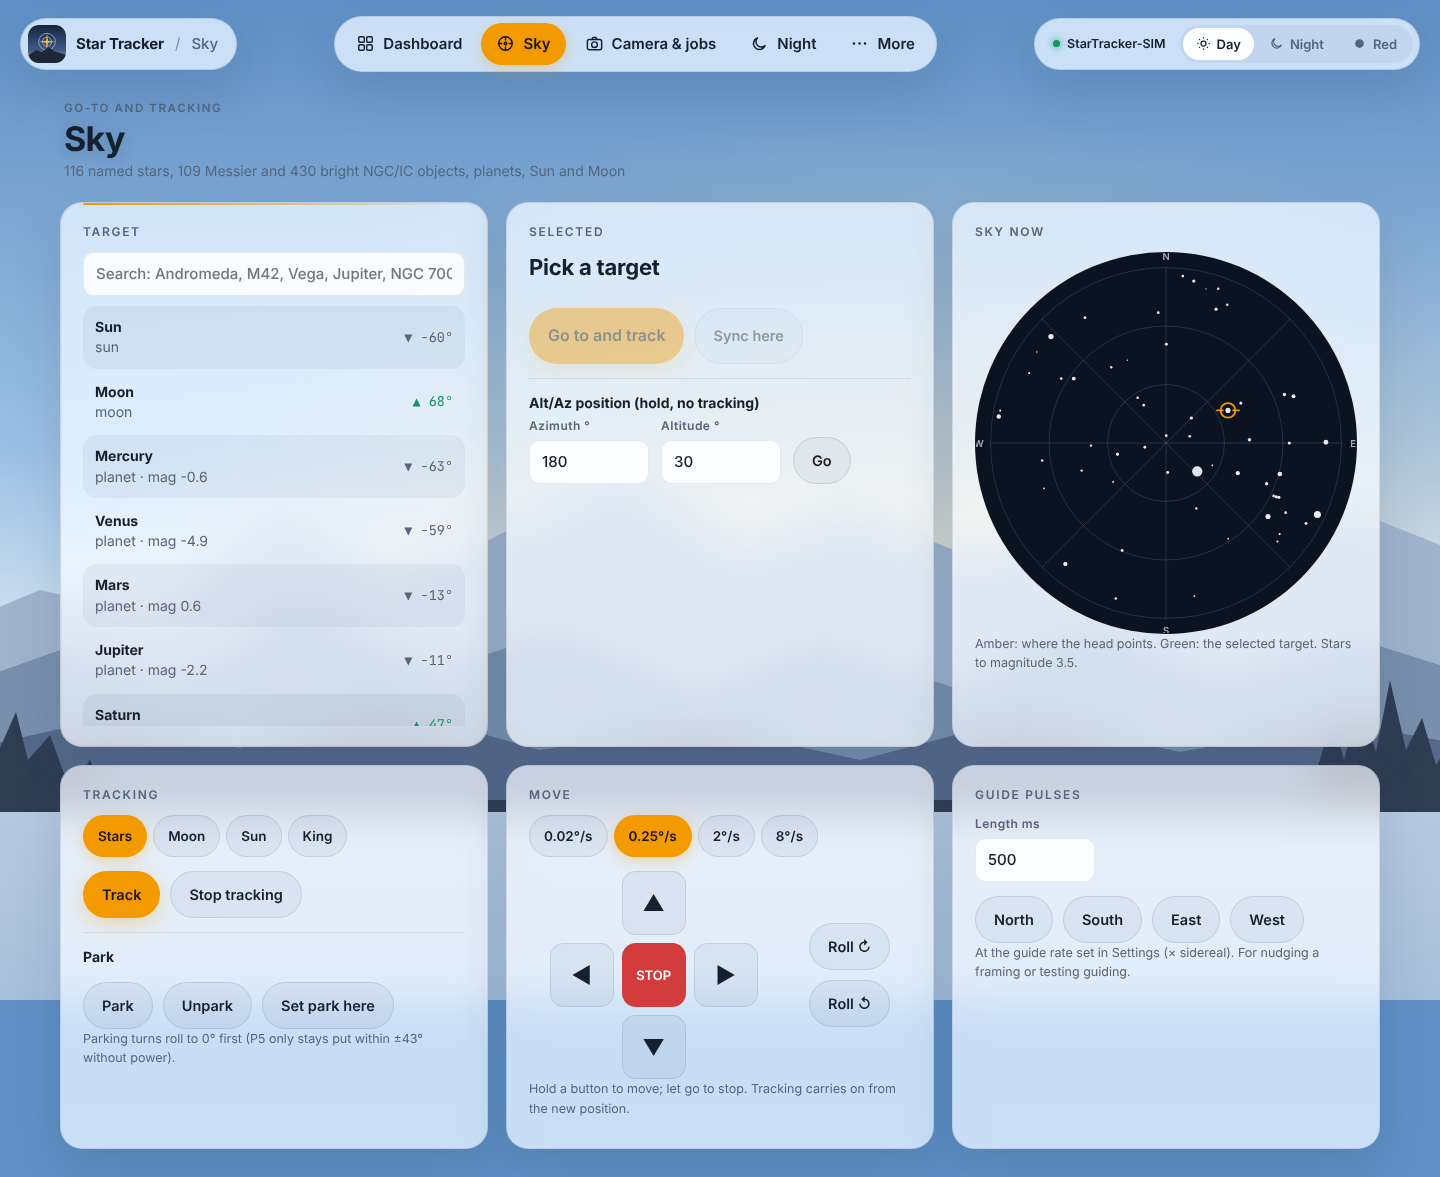 Star Tracker / Sky
Dashboard
Sky
Camera & jobs
Night
More
StarTracker-SIM
Day
Night
Red
GO-TO AND TRACKING
Sky
116 named stars, 109 Messier and 430 bright NGC/IC objects, planets, Sun and Moon
TARGET
Search: Andromeda, M42, Vega, Jupiter, NGC 700
Sun
sun
▼ -60°
Moon
moon
▲ 68°
Mercury
planet · mag -0.6
▼ -63°
Venus
planet · mag -4.9
▼ -59°
Mars
planet · mag 0.6
▼ -13°
Jupiter
planet · mag -2.2
▼ -11°
Saturn
▲ 47°
SELECTED
Pick a target
Go to and track
Sync here
Alt/Az position (hold, no tracking)
Azimuth °
Altitude °
180
30
Go
SKY NOW
N
W
E
S
Amber: where the head points. Green: the selected target. Stars
to magnitude 3.5.
TRACKING
Stars
Moon
Sun
King
Track
Stop tracking
Park
Park
Unpark
Set park here
Parking turns roll to 0° first (P5 only stays put within ±43°
without power).
MOVE
0.02°/s
0.25°/s
2°/s
8°/s
▲
◀
STOP
▶
▼
Roll ↻
Roll ↺
Hold a button to move; let go to stop. Tracking carries on from
the new position.
GUIDE PULSES
Length ms
500
North
South
East
West
At the guide rate set in Settings (× sidereal). For nudging a
framing or testing guiding.